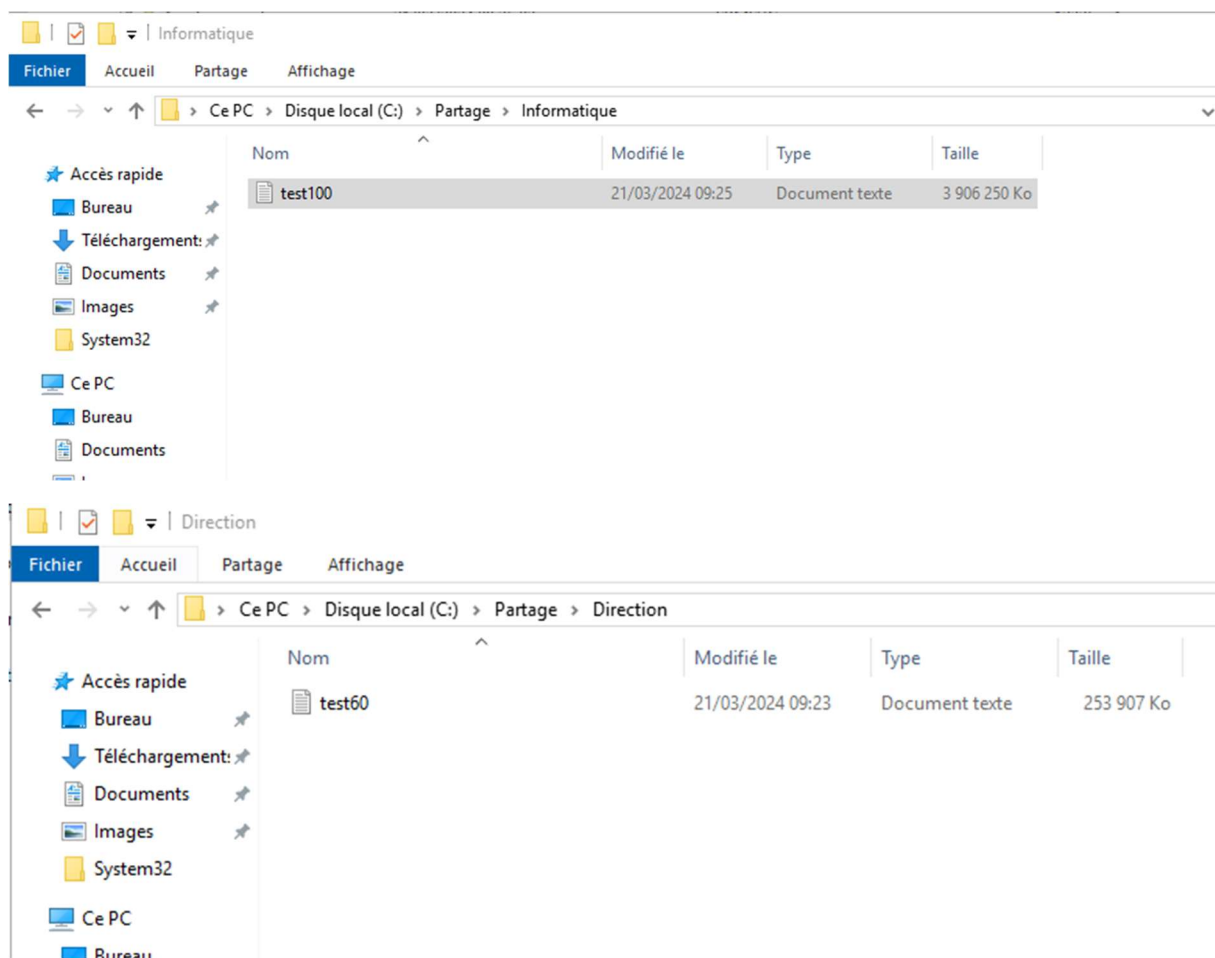 Informatique
Fichier Accueil Partage Affichage
Ce PC > Disque local (C:) > Partage > Informatique
Nom Modifié le Type Taille
Accès rapide
test100 21/03/2024 09:25 Document texte 3 906 250 Ko
Bureau
Téléchargement
Documents
Images
System32
Ce PC
Bureau
Documents
Direction
Fichier Accueil Partage Affichage
Ce PC > Disque local (C:) > Partage > Direction
Nom Modifié le Type Taille
Accès rapide
test60 21/03/2024 09:23 Document texte 253 907 Ko
Bureau
Téléchargement
Documents
Images
System32
Ce PC
Bureau